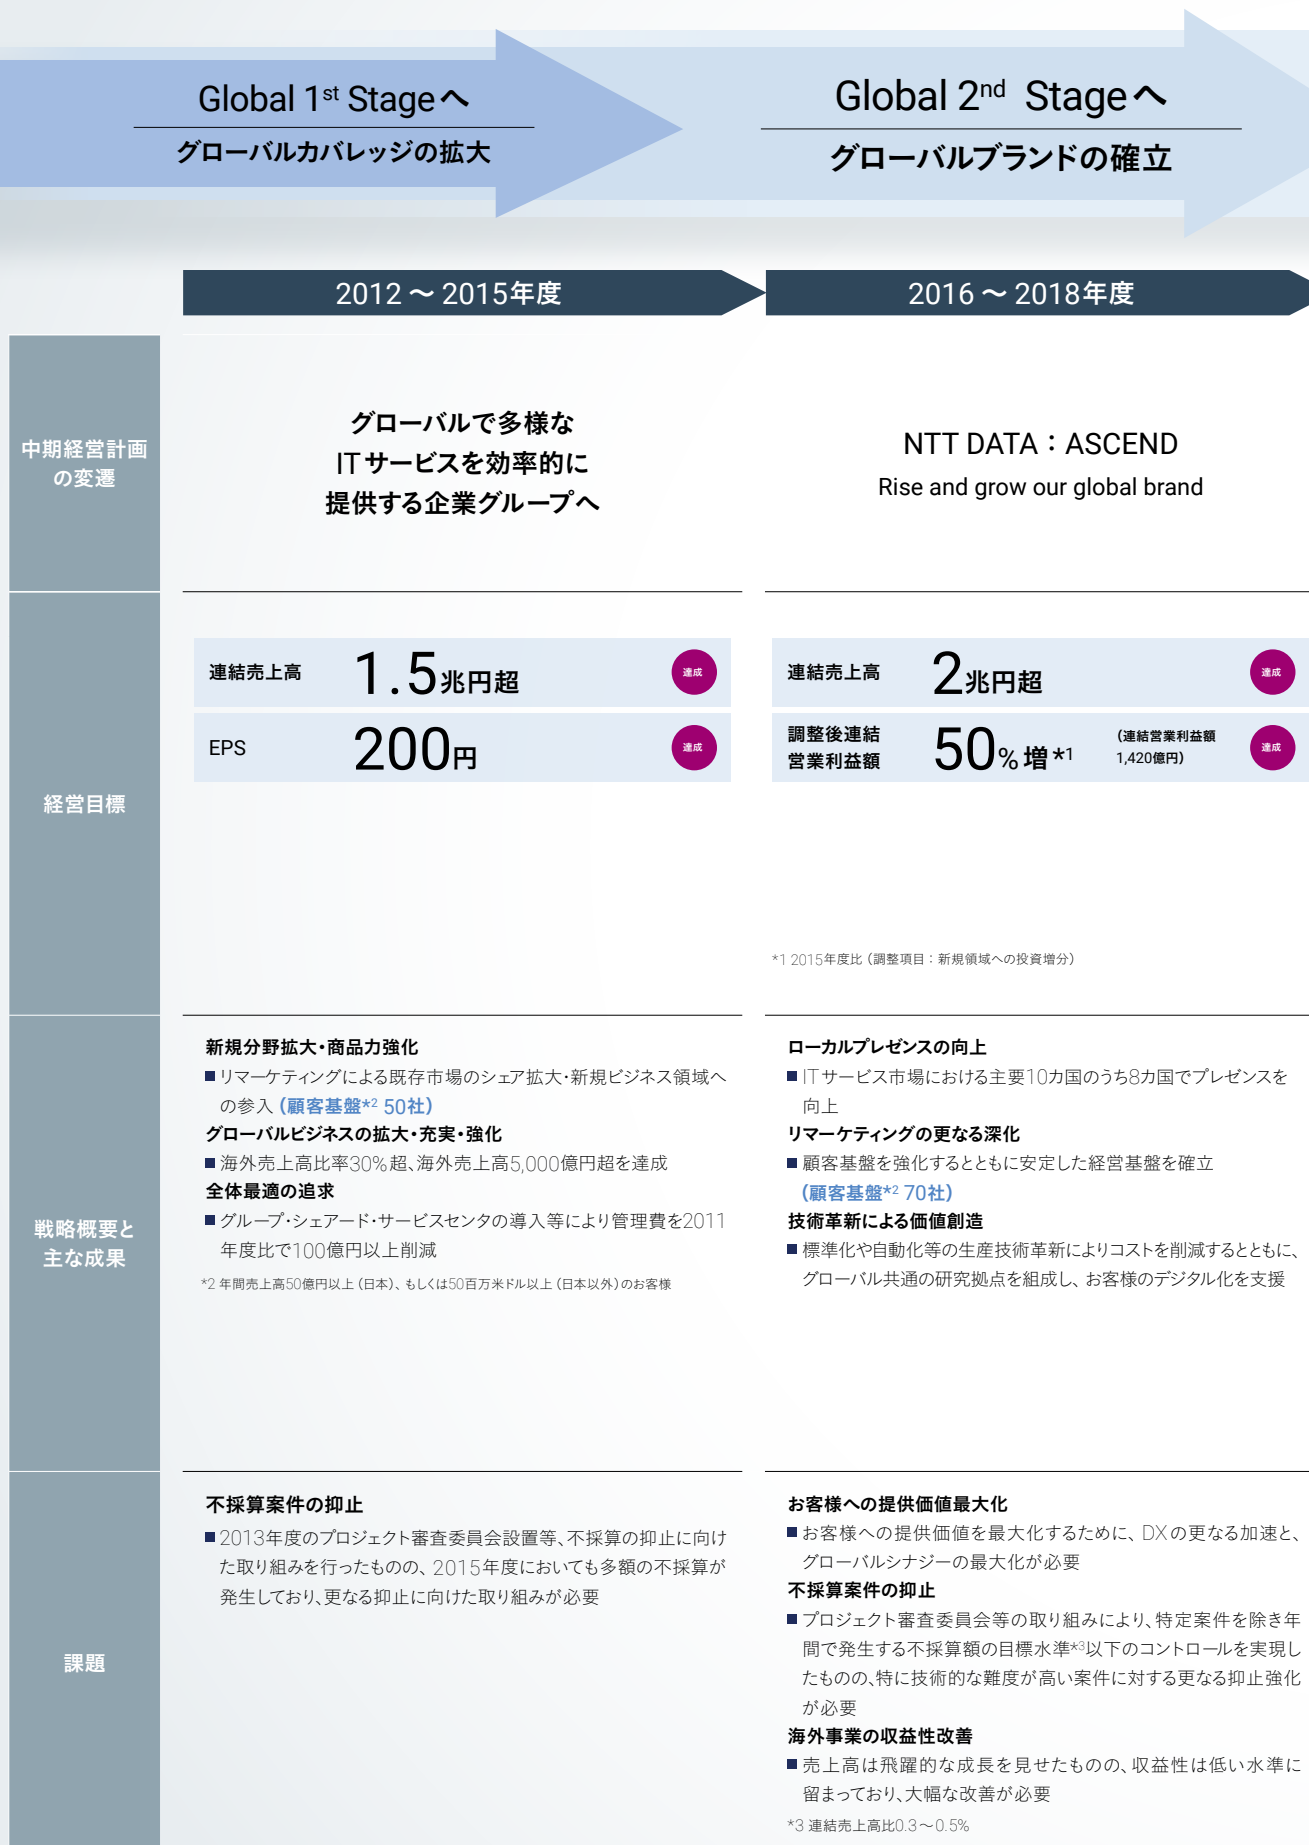 Global 1st Stageへ
グローバルカバレッジの拡大
Global 2nd Stageへ
グローバルブランドの確立
2012 ～ 2015年度
2016 ～ 2018年度
中期経営計画
の変遷
グローバルで多様な
ITサービスを効率的に
提供する企業グループへ
NTT DATA：ASCEND
Rise and grow our global brand
経営目標
連結売上高 1.5兆円超 達成
EPS 200円 達成
連結売上高 2兆円超 達成
調整後連結
営業利益額 50%増*1 (連結営業利益額
1,420億円) 達成
*1 2015年度比（調整項目：新規領域への投資増分）
戦略概要と
主な成果
新規分野拡大・商品力強化
■リマーケティングによる既存市場のシェア拡大・新規ビジネス領域へ
の参入（顧客基盤*2 50社）
グローバルビジネスの拡大・充実・強化
■海外売上高比率30%超、海外売上高5,000億円超を達成
全体最適の追求
■グループ・シェアード・サービスセンタの導入等により管理費を2011
年度比で100億円以上削減
*2 年間売上高50億円以上（日本）、もしくは50百万米ドル以上（日本以外）のお客様
ローカルプレゼンスの向上
■ITサービス市場における主要10カ国のうち8カ国でプレゼンスを
向上
リマーケティングの更なる深化
■顧客基盤を強化するとともに安定した経営基盤を確立
（顧客基盤*2 70社）
技術革新による価値創造
■標準化や自動化等の生産技術革新によりコストを削減するとともに、
グローバル共通の研究拠点を組成し、お客様のデジタル化を支援
課題
不採算案件の抑止
■2013年度のプロジェクト審査委員会設置等、不採算の抑止に向け
た取り組みを行ったものの、2015年度においても多額の不採算が
発生しており、更なる抑止に向けた取り組みが必要
お客様への提供価値最大化
■お客様への提供価値を最大化するために、DXの更なる加速と、
グローバルシナジーの最大化が必要
不採算案件の抑止
■プロジェクト審査委員会等の取り組みにより、特定案件を除き年
間で発生する不採算額の目標水準*3以下のコントロールを実現し
たものの、特に技術的な難度が高い案件に対する更なる抑止強化
が必要
海外事業の収益性改善
■売上高は飛躍的な成長を見せたものの、収益性は低い水準に
留まっており、大幅な改善が必要
*3 連結売上高比0.3～0.5%